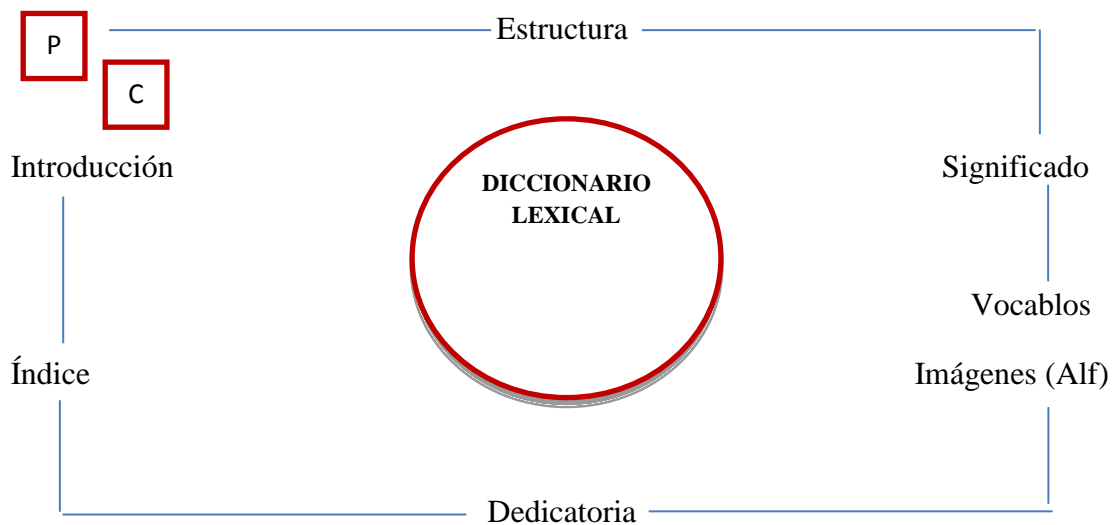 Estructura
P
C
Introducción
Significado
DICCIONARIO
LEXICAL
Vocablos
Índice
Imágenes (Alf)
Dedicatoria